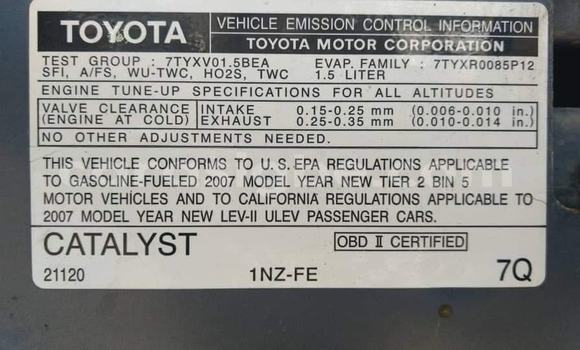 TOYOTA
VEHICLE EMISSION CONTROL INFORMATION
TOYOTA MOTOR CORPORATION
TEST GROUP : 7TYXV01.5BEA EVAP. FAMILY : 7TYXR0085P12
SFI, A/FS, WU-TWC, HO2S, TWC 1.5 LITER
ENGINE TUNE-UP SPECIFICATIONS FOR ALL ALTITUDES
VALVE CLEARANCE INTAKE 0.15-0.25 mm (0.006-0.010 in.)
(ENGINE AT COLD) EXHAUST 0.25-0.35 mm (0.010-0.014 in.)
NO OTHER ADJUSTMENTS NEEDED.
THIS VEHICLE CONFORMS TO U.S.EPA REGULATIONS APPLICABLE
TO GASOLINE-FUELED 2007 MODEL YEAR NEW TIER 2 BIN 5
MOTOR VEHICLES AND TO CALIFORNIA REGULATIONS APPLICABLE TO
2007 MODEL YEAR NEW LEV-II ULEV PASSENGER CARS.
CATALYST OBD II CERTIFIED
21120 1NZ-FE 7Q